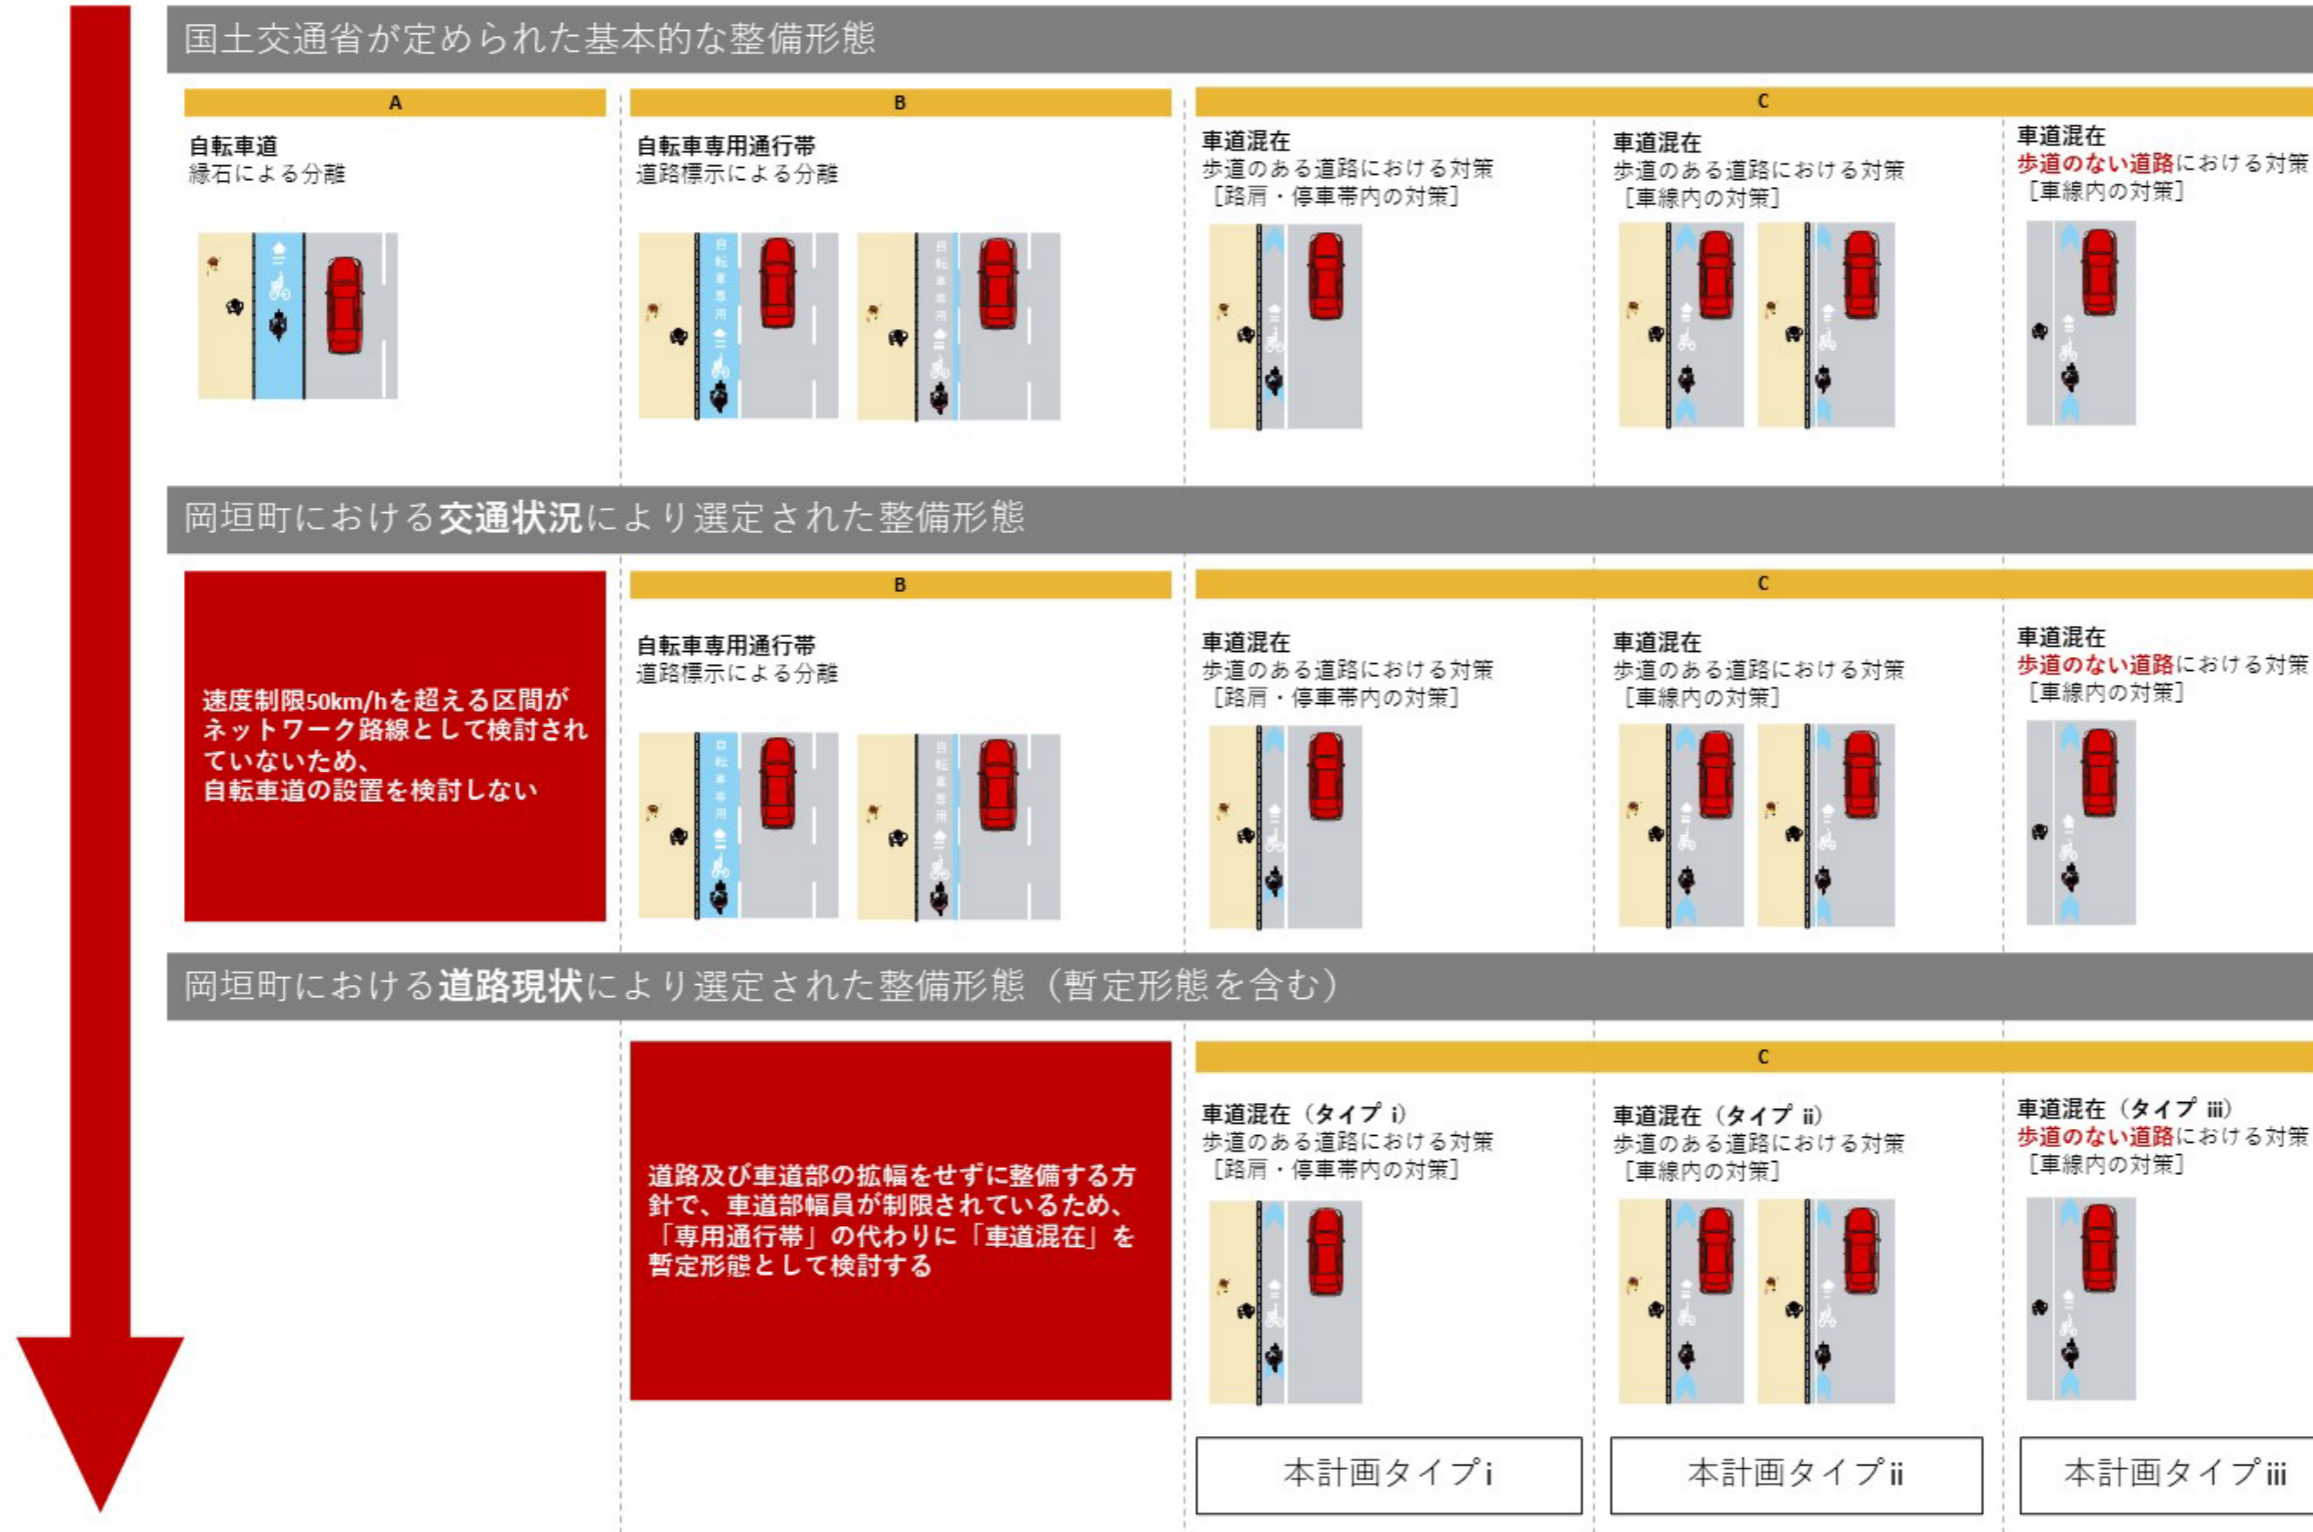 国土交通省が定められた基本的な整備形態
A
B
C
自転車道
縁石による分離
自転車専用通行帯
道路標示による分離
自転車専用
自転車専用
車道混在
歩道のある道路における対策
［路肩・停車帯内の対策］
車道混在
歩道のある道路における対策
［車線内の対策］
車道混在
歩道のない道路における対策
［車線内の対策］
岡垣町における交通状況により選定された整備形態
速度制限50km/hを超える区間が
ネットワーク路線として検討され
ていないため、
自転車道の設置を検討しない
B
C
自転車専用通行帯
道路標示による分離
自転車専用
自転車専用
車道混在
歩道のある道路における対策
［路肩・停車帯内の対策］
車道混在
歩道のある道路における対策
［車線内の対策］
車道混在
歩道のない道路における対策
［車線内の対策］
岡垣町における道路現状により選定された整備形態（暫定形態を含む）
道路及び車道部の拡幅をせずに整備する方
針で、車道部幅員が制限されているため、
「専用通行帯」の代わりに「車道混在」を
暫定形態として検討する
C
車道混在（タイプ ⅰ）
歩道のある道路における対策
［路肩・停車帯内の対策］
車道混在（タイプ ⅱ）
歩道のある道路における対策
［車線内の対策］
車道混在（タイプ ⅲ）
歩道のない道路における対策
［車線内の対策］
本計画タイプⅰ
本計画タイプⅱ
本計画タイプⅲ